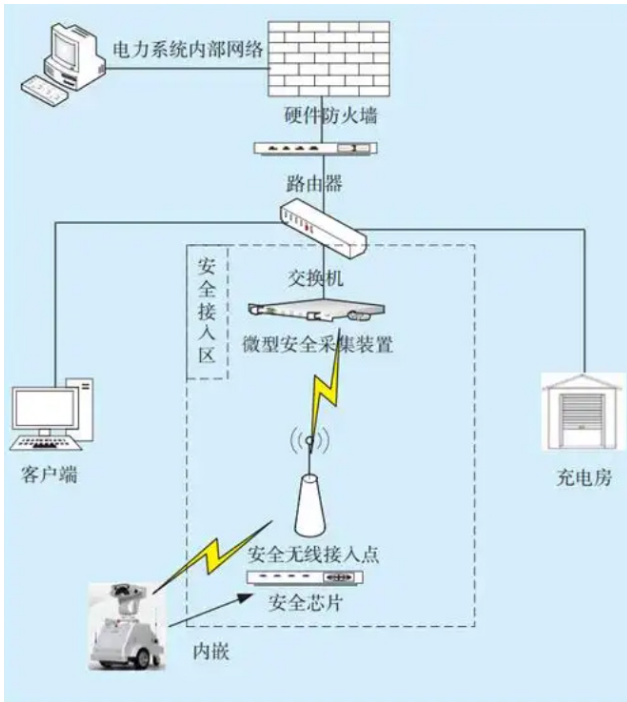 电力系统内部网络
硬件防火墙
路由器
安全接入区
交换机
微型安全采集装置
客户端
充电房
安全无线接入点
安全芯片
内嵌